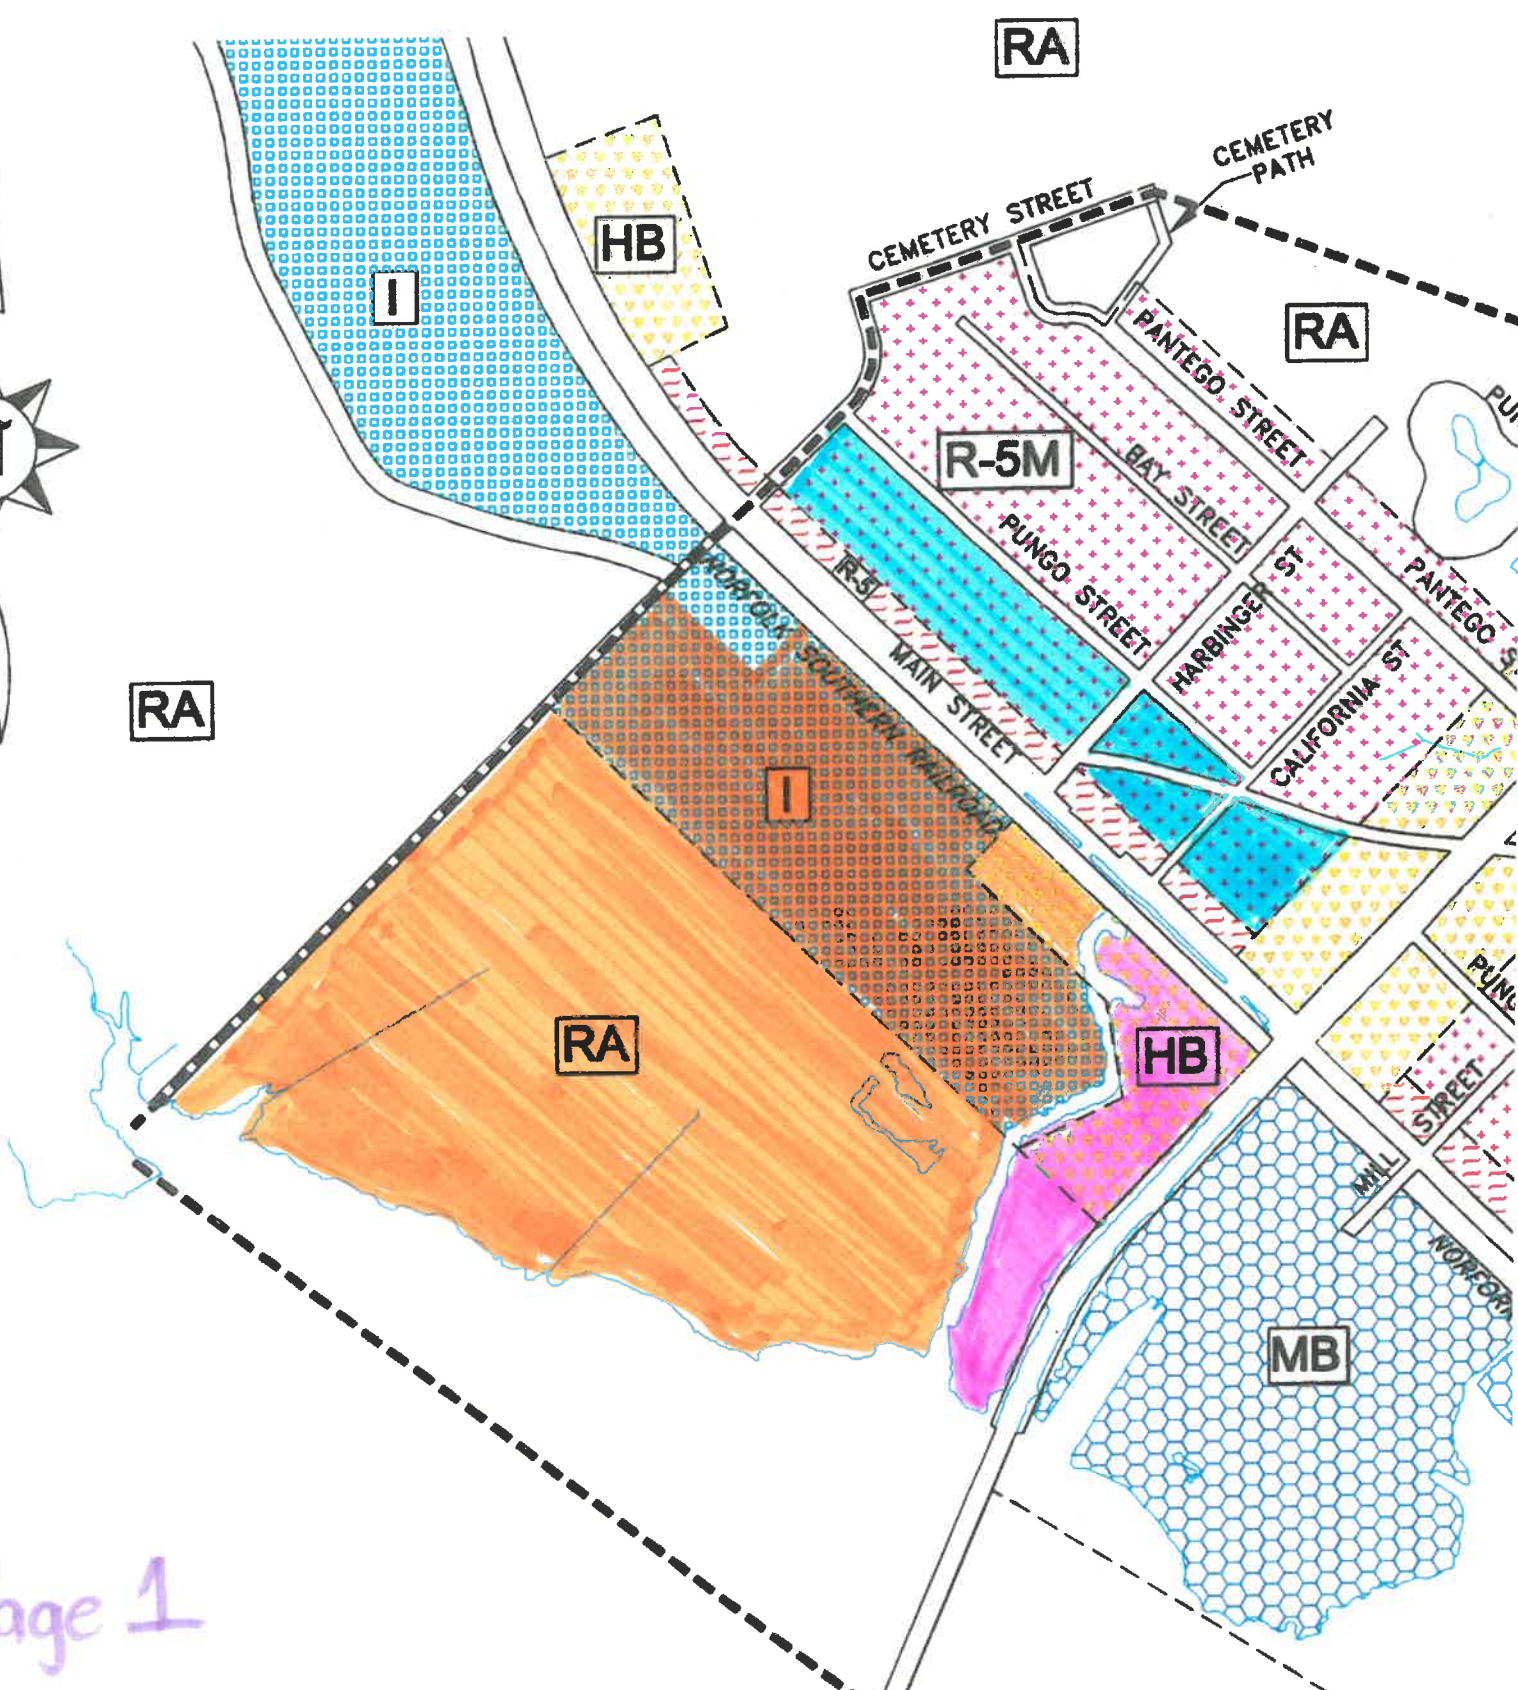 RA
CEMETERY
PATH
CEMETERY STREET
HB
I
RA
PANTEGO STREET
R-5M
BAY STREET
PUNGO STREET
PANTEGO
R-5
HARBINGER ST
NORFOLK SOUTHERN RAILROAD
MAIN STREET
CALIFORNIA ST
RA
I
RA
HB
STREET
MILL
MB
age 1